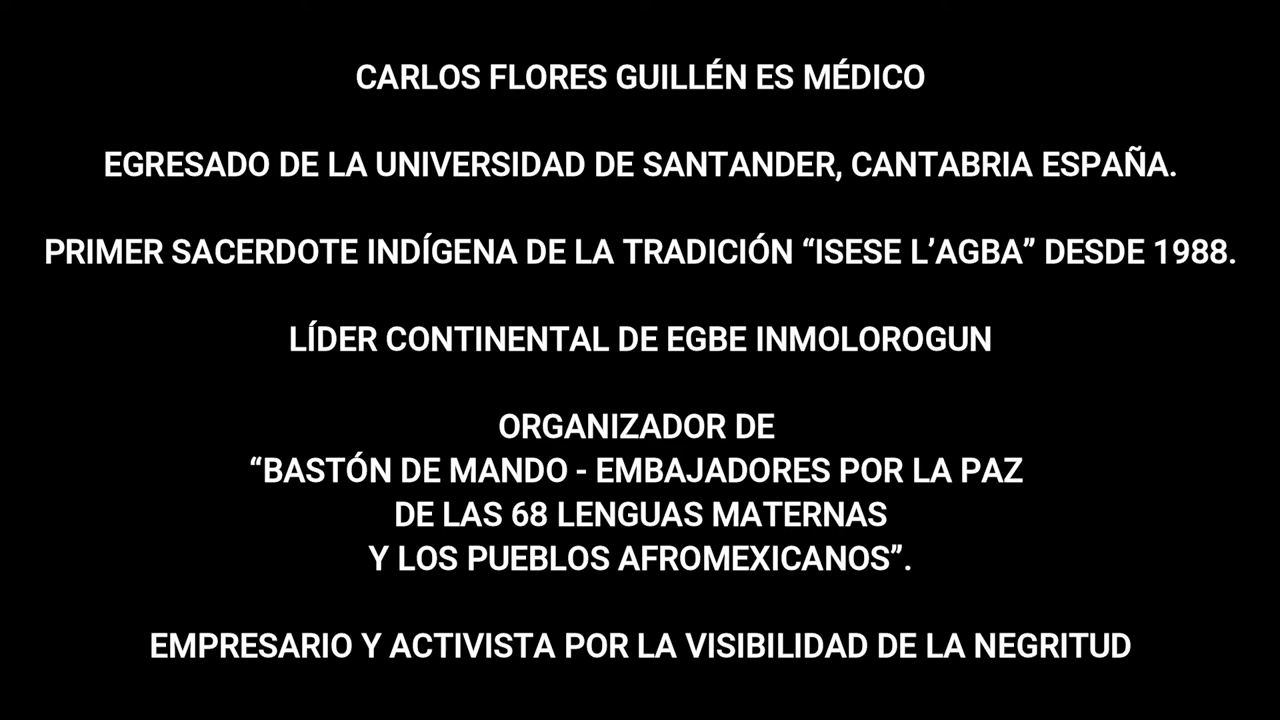 CARLOS FLORES GUILLÉN ES MÉDICO
EGRESADO DE LA UNIVERSIDAD DE SANTANDER, CANTABRIA ESPAÑA.
PRIMER SACERDOTE INDÍGENA DE LA TRADICIÓN “ISESE L’AGBA” DESDE 1988.
LÍDER CONTINENTAL DE EGBE INMOLOROGUN
ORGANIZADOR DE
“BASTÓN DE MANDO - EMBAJADORES POR LA PAZ
DE LAS 68 LENGUAS MATERNAS
Y LOS PUEBLOS AFROMEXICANOS”.
EMPRESARIO Y ACTIVISTA POR LA VISIBILIDAD DE LA NEGRITUD